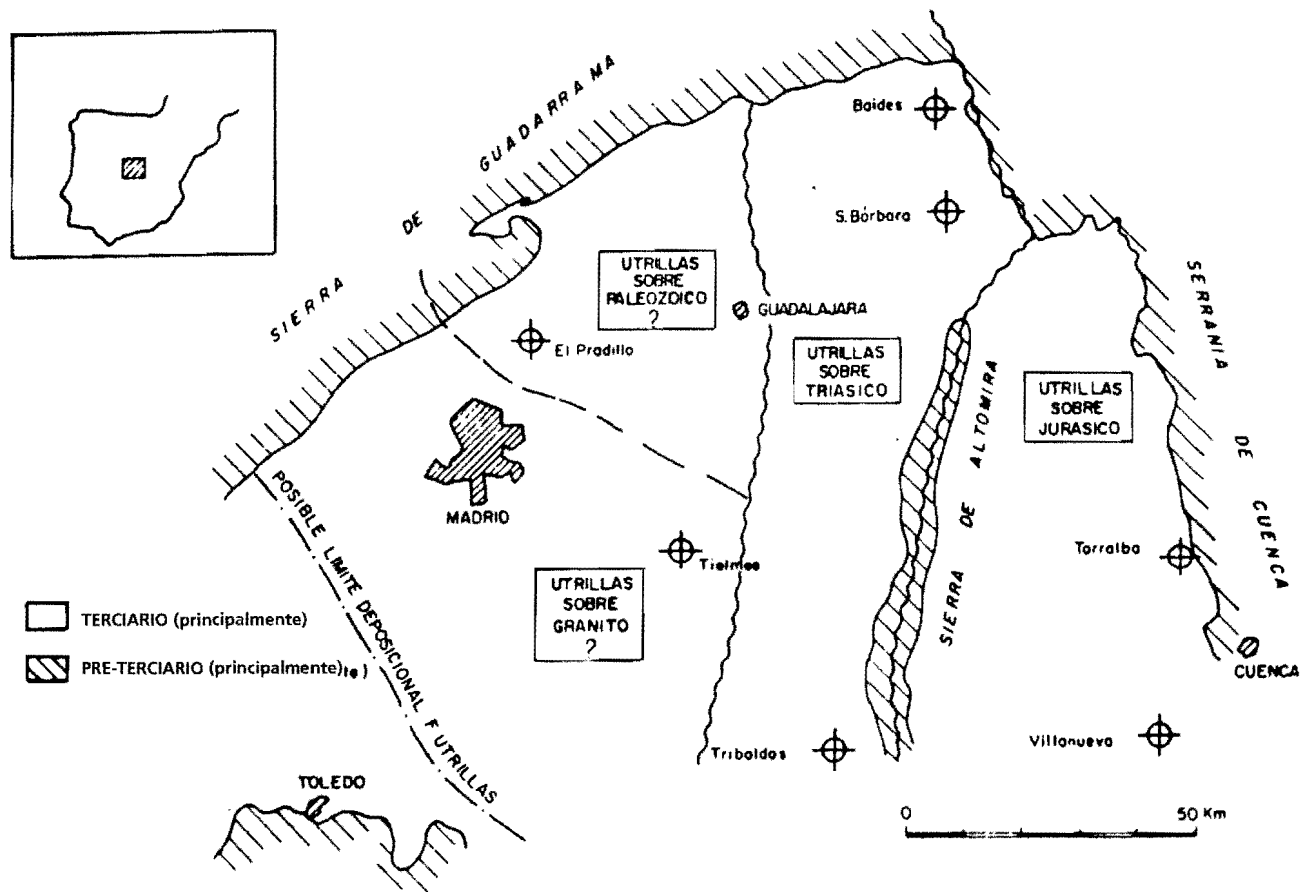 SIERRA DE GUADARRAMA
Baides
S. Bárbara
UTRILLAS
SOBRE
PALEOZOICO
?
GUADALAJARA
SERRANIA DE CUENCA
El Pradillo
UTRILLAS
SOBRE
TRIASICO
UTRILLAS
SOBRE
JURASICO
SIERRA DE ALTOMIRA
MADRID
POSIBLE LIMITE DEPOSICIONAL F UTRILLAS
Tielmes
Torralba
UTRILLAS
SOBRE
GRANITO
?
TERCIARIO (principalmente)
PRE-TERCIARIO (principalmente)te)
CUENCA
Tribaldos
Villanueva
TOLEDO
0 50 Km